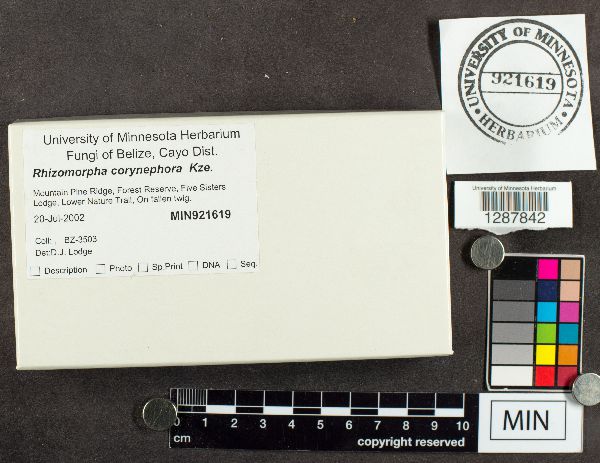 University of Minnesota Herbarium
Fungi of Belize, Cayo Dist.
Rhizomorpha corynephora Kze.
Mountain Pine Ridge, Forest Reserve, Five Sisters
Lodge, Lower Nature Trail, On fallen twig.
20-Jul-2002 MIN921619
Coll: . BZ-3503
Det:D.J. Lodge
Description Photo Sp.Print DNA Seq.
UNIVERSITY OF MINNESOTA
921619
HERBARIUM
University of Minnesota Herbarium
1287842
0 1 2 3 4 5 6 7 8 9 10
cm
copyright reserved
MIN